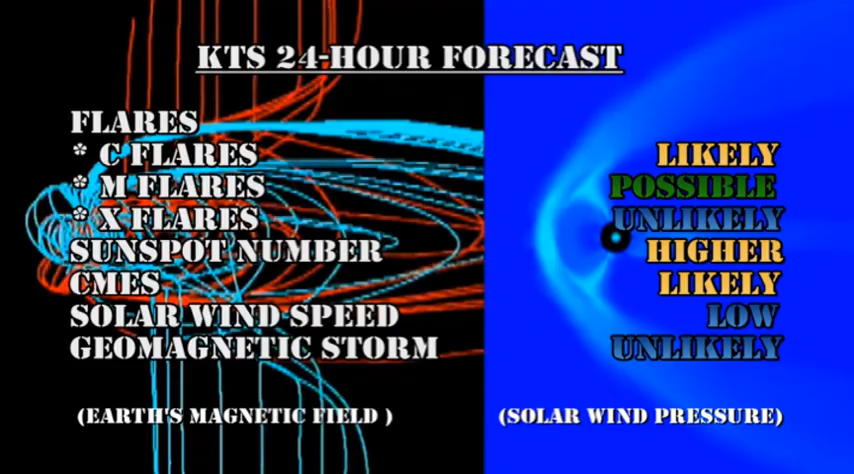 KTS 24-HOUR FORECAST
FLARES
* C FLARES LIKELY
* M FLARES POSSIBLE
* X FLARES UNLIKELY
SUNSPOT NUMBER HIGHER
CMES LIKELY
SOLAR WIND SPEED LOW
GEOMAGNETIC STORM UNLIKELY
(EARTH'S MAGNETIC FIELD ) (SOLAR WIND PRESSURE)